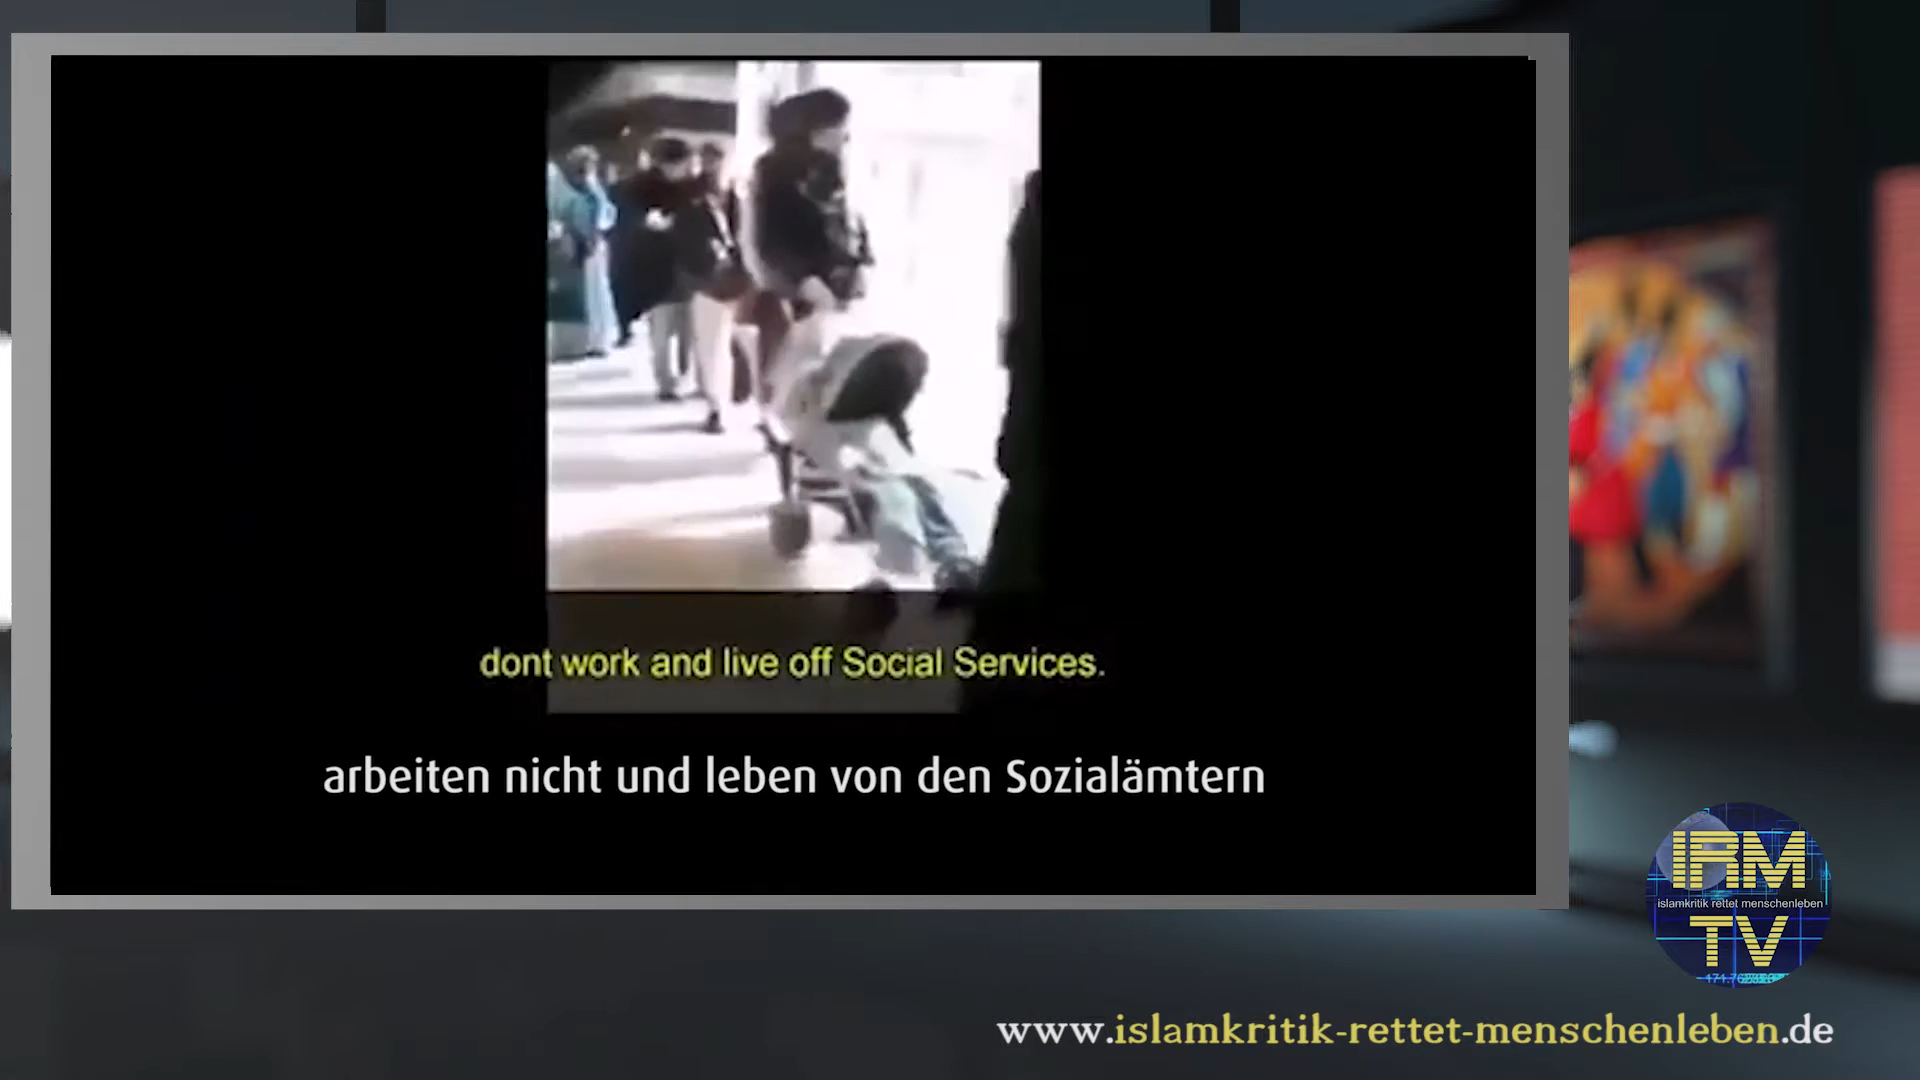 dont work and live off Social Services.
arbeiten nicht und leben von den Sozialämtern
IRM
islamkritik rettet menschenleben
TV
www.islamkritik-rettet-menschenleben.de